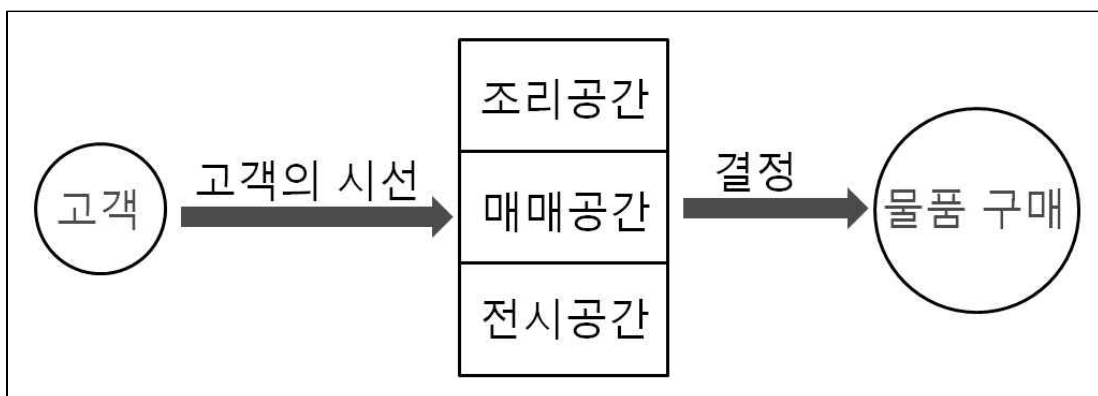 고객
고객의 시선
조리공간
매매공간
전시공간
결정
물품 구매